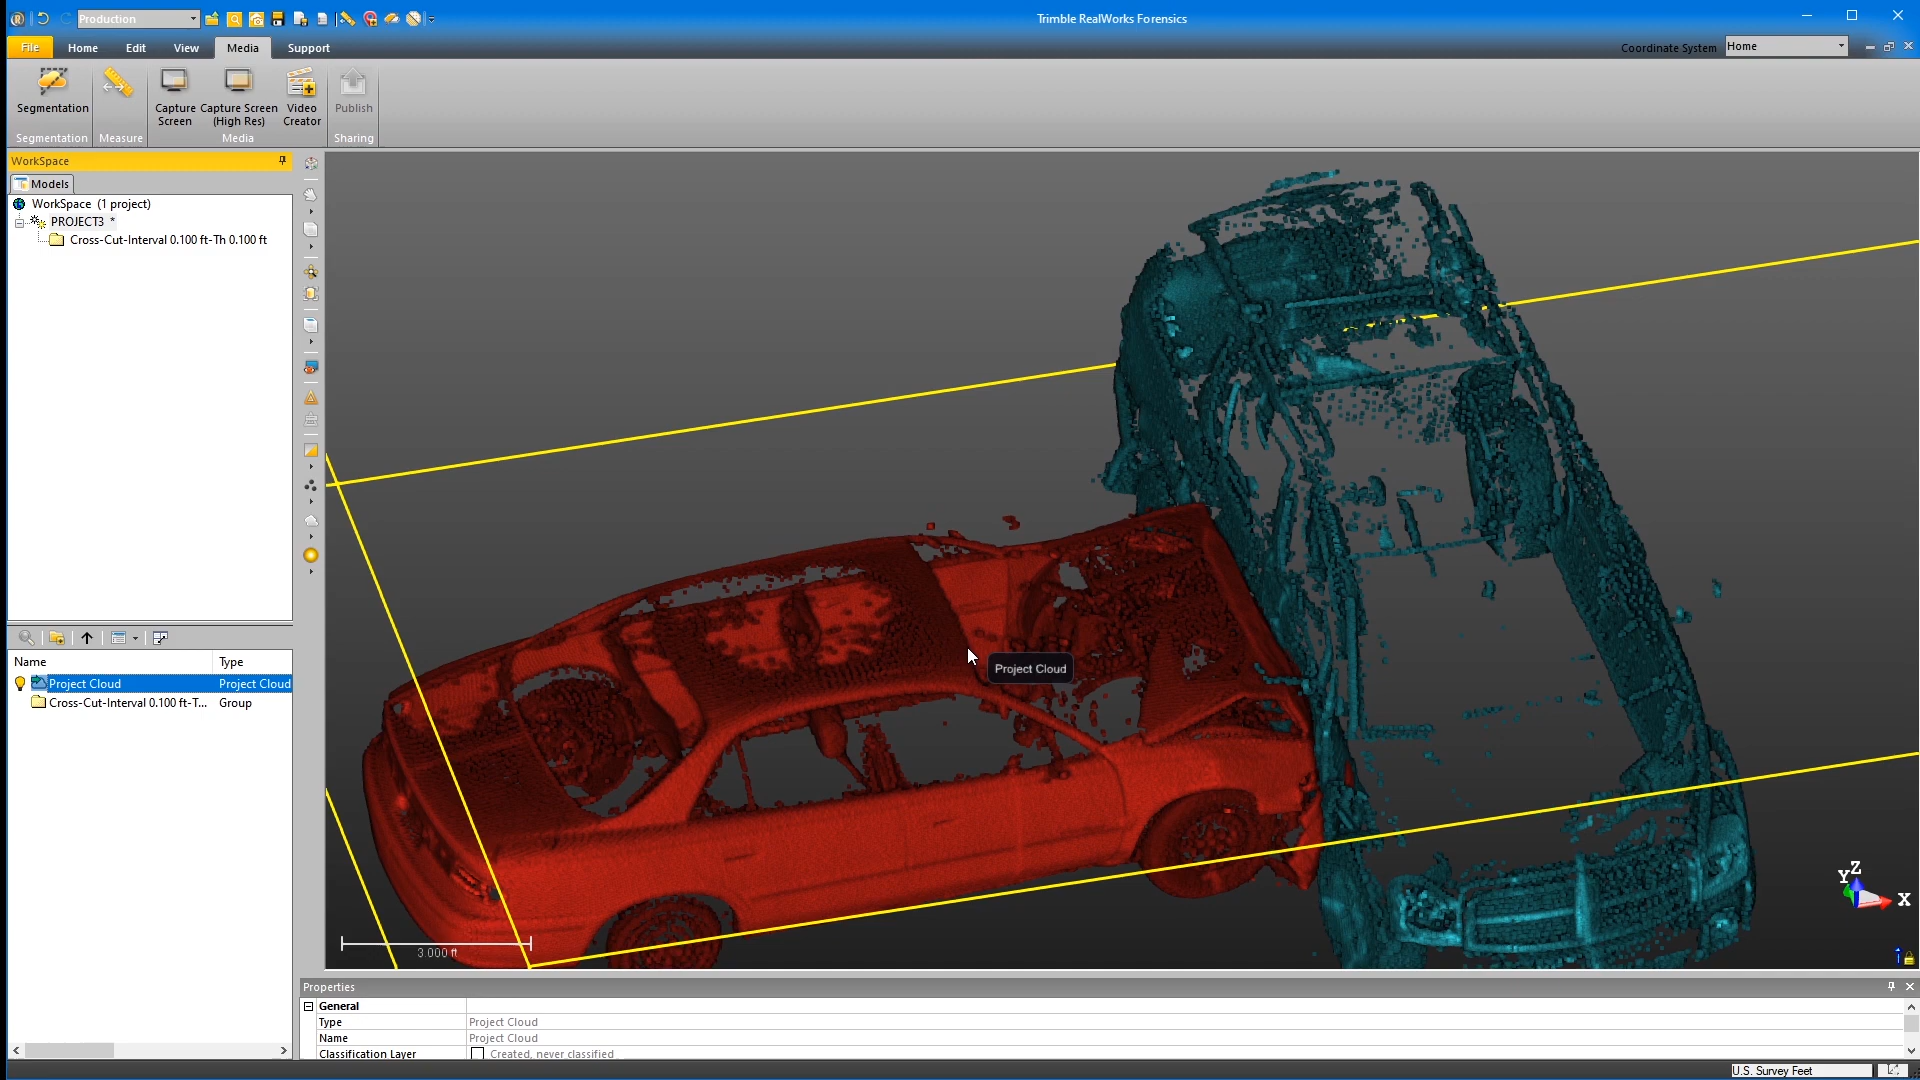 Production
Trimble RealWorks Forensics
File
Home
Edit
View
Media
Support
Coordinate System
Home
Segmentation
Capture Screen
Capture Screen (High Res)
Video Creator
Publish
Segmentation
Measure
Media
Sharing
WorkSpace
Models
WorkSpace (1 project)
PROJECT3 *
Cross-Cut-Interval 0.100 ft-Th 0.100 ft
Name
Type
Project Cloud
Project Cloud
Cross-Cut-Interval 0.100 ft-T...
Group
Project Cloud
3.000 ft
Z
Y
X
Properties
General
Type
Project Cloud
Name
Project Cloud
Classification Layer
Created, never classified
U.S. Survey Feet